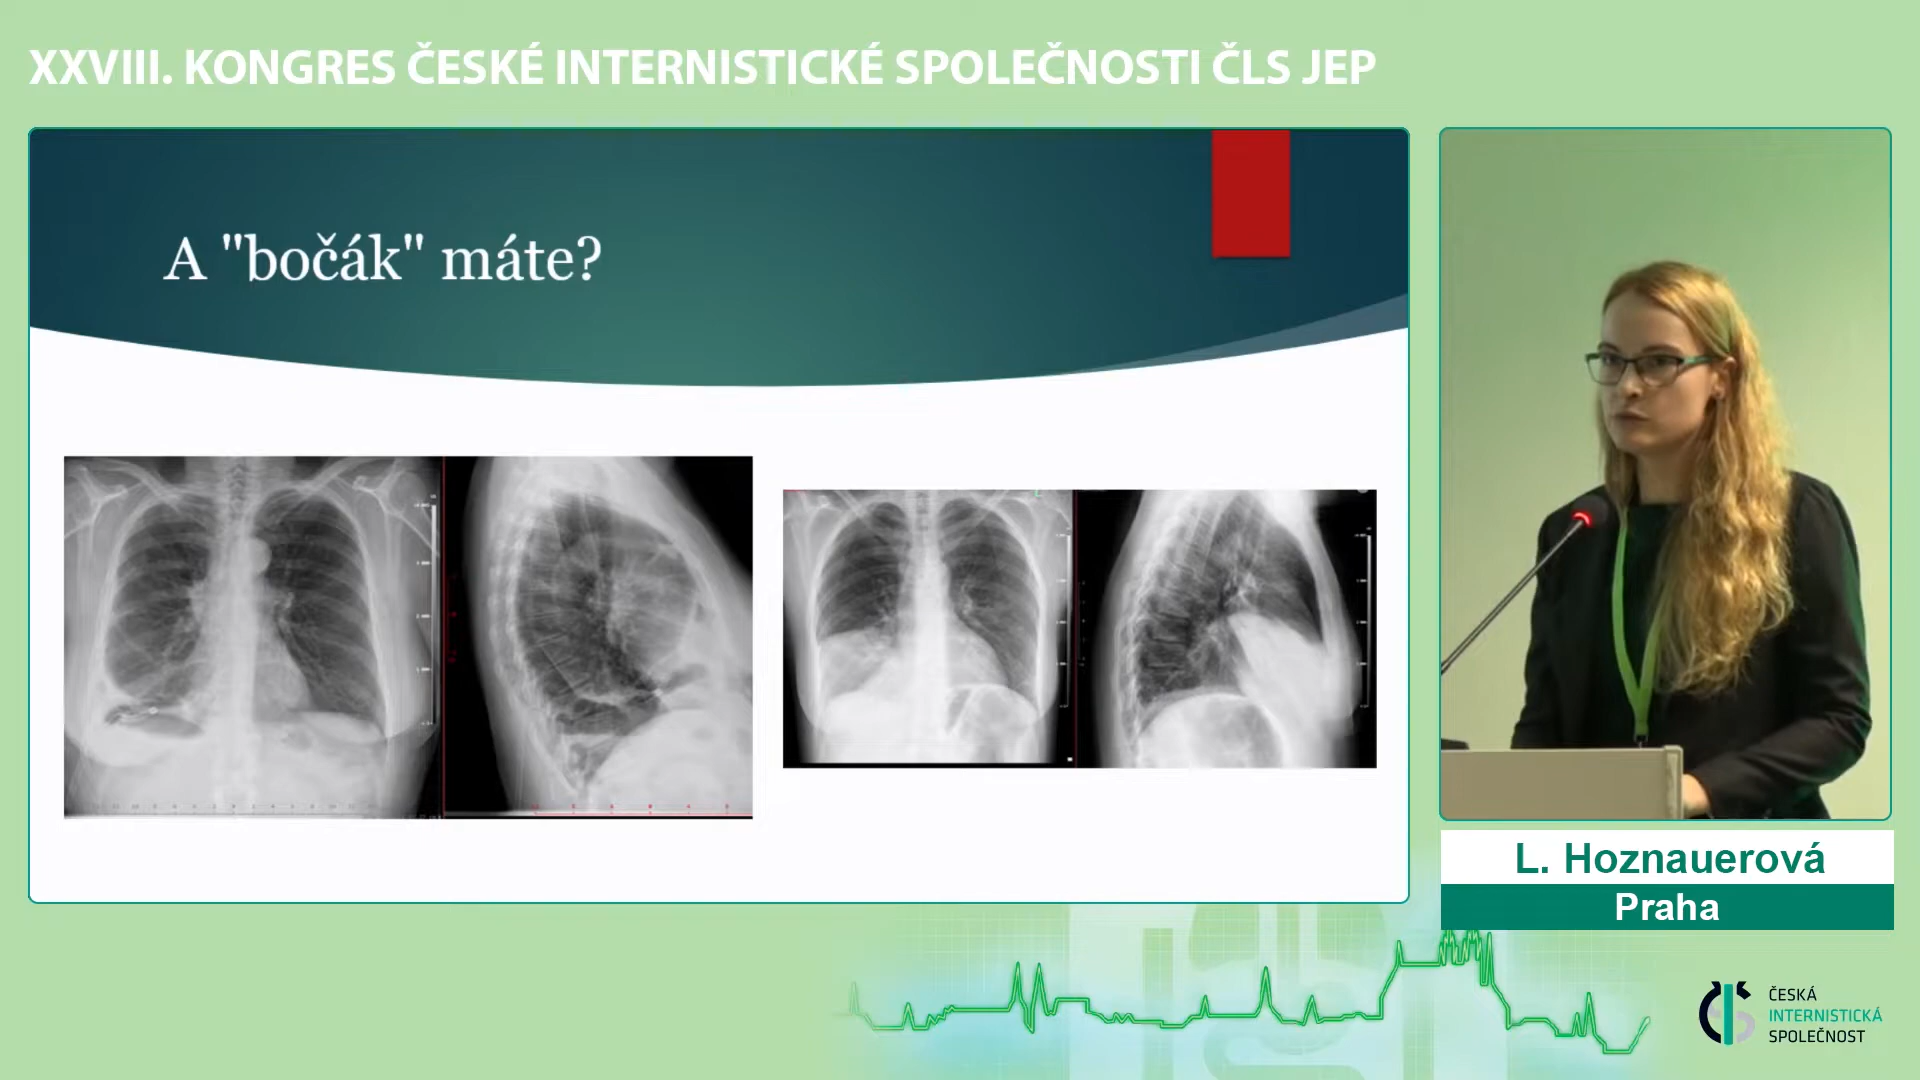 XXVIII. KONGRES ČESKÉ INTERNISTICKÉ SPOLEČNOSTI ČLS JEP
A "bočák" máte?
L. Hoznauerová
Praha
ČESKÁ
INTERNISTICKÁ
SPOLEČNOST